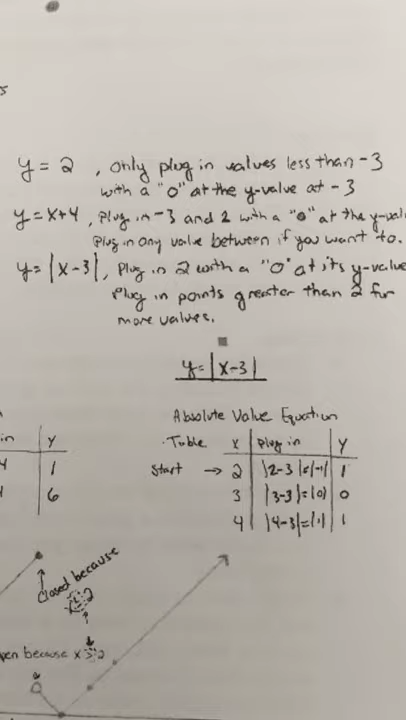 s
y = 2 , Only plug in values less than -3
with a "o" at the y-value at -3
y = x+4 , Plug in -3 and 2 with a "o" at the y-val
Plug in any value between if you want to.
y = |x-3| , Plug in 2 with a "o" at its y-value
Plug in points greater than 2 for
more values.
y = |x-3|
Absolute Value Equation
Table x Plug in y
in y
start → 2 |2-3|=|-1| 1
1
3 |3-3|=|0| 0
6
4 |4-3|=|1| 1
Closed because
x ≤ 2
en because x > 2